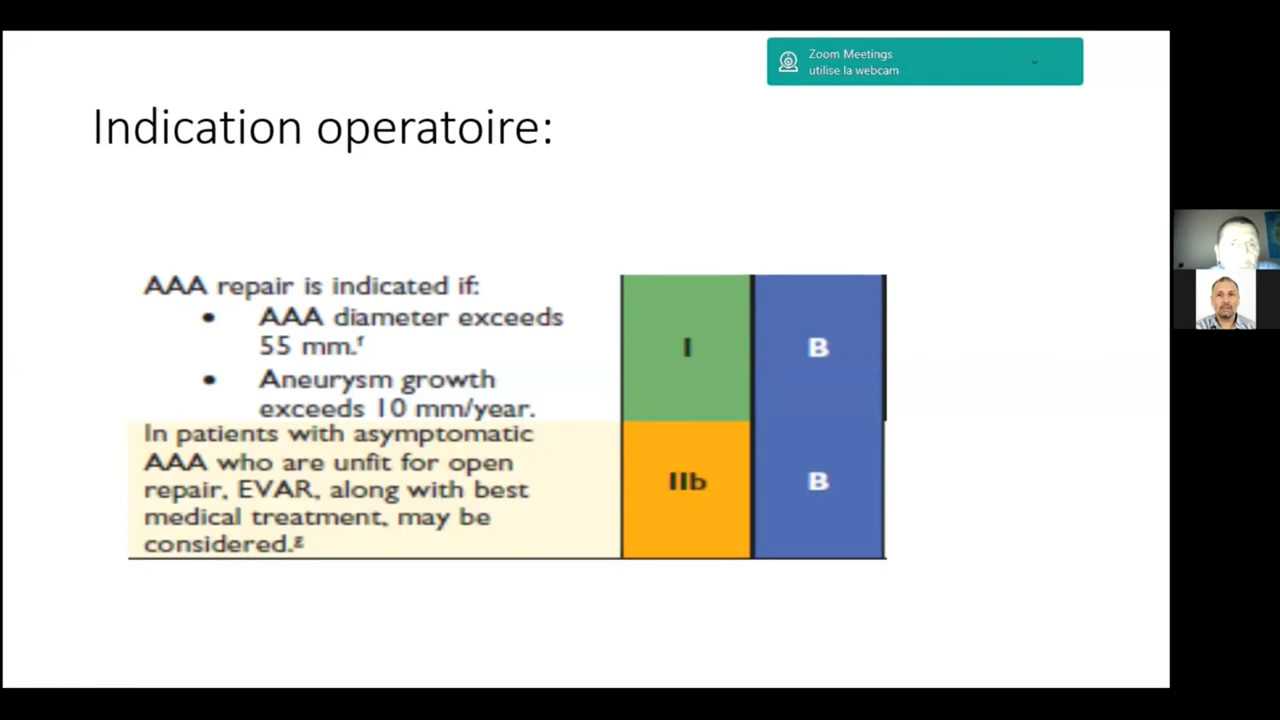 Zoom Meetings
utilise la webcam
Indication operatoire:
AAA repair is indicated if:
• AAA diameter exceeds
55 mm.f
• Aneurysm growth
exceeds 10 mm/year.
I
B
In patients with asymptomatic
AAA who are unfit for open
repair, EVAR, along with best
medical treatment, may be
considered.g
IIb
B